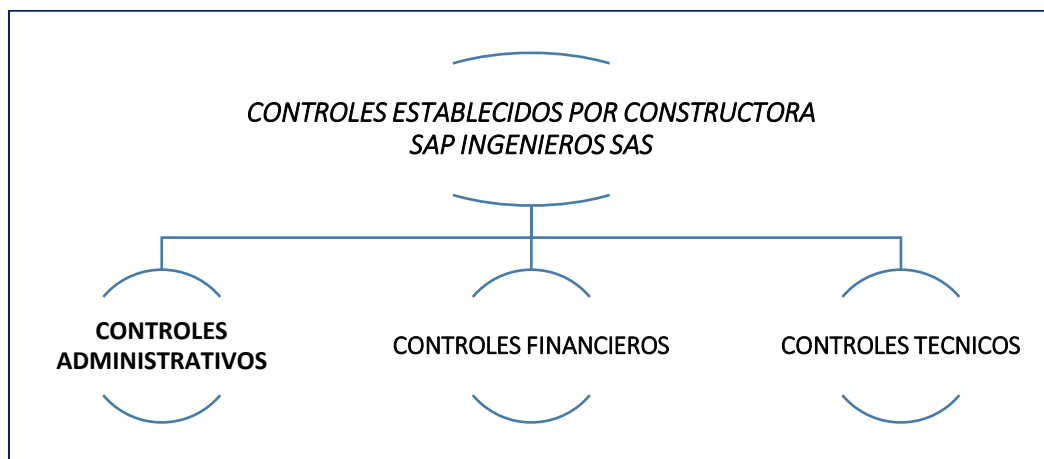 CONTROLES ESTABLECIDOS POR CONSTRUCTORA
SAP INGENIEROS SAS
CONTROLES
ADMINISTRATIVOS
CONTROLES FINANCIEROS
CONTROLES TECNICOS